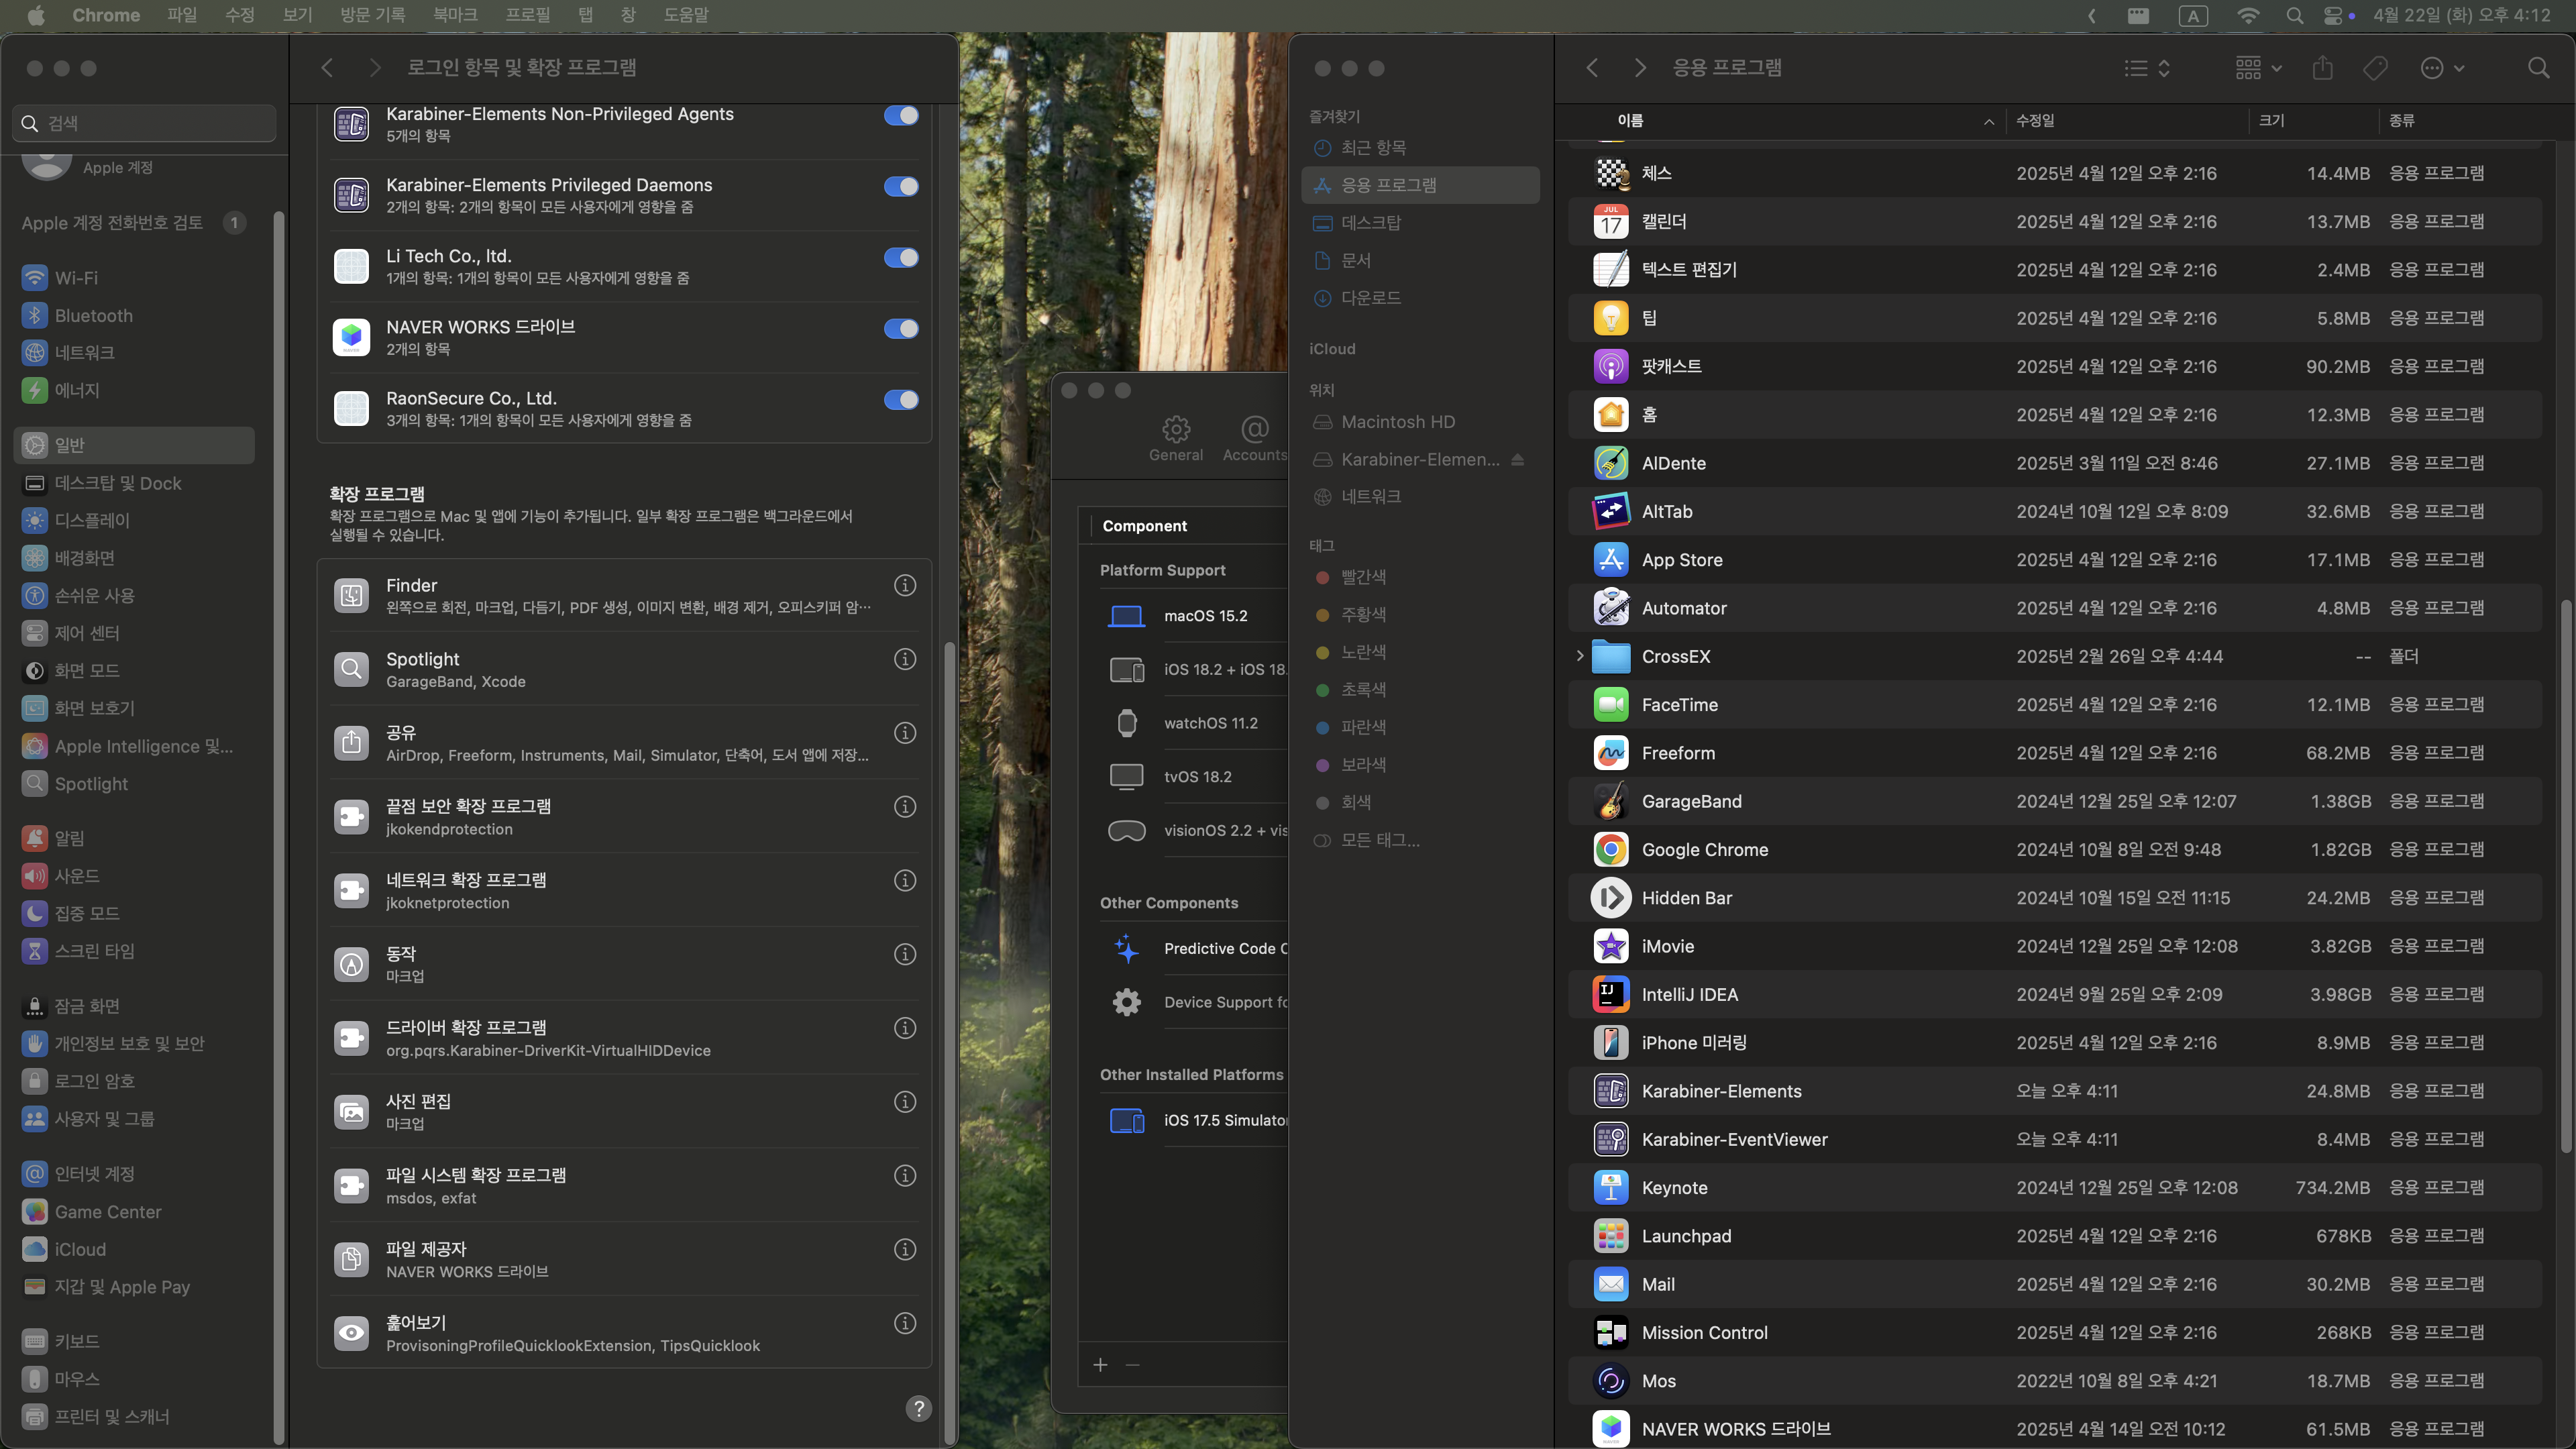 Chrome 파일 수정 보기 방문 기록 북마크 프로필 탭 창 도움말
A 4월 22일 (화) 오후 4:12
검색
Apple 계정
Apple 계정 전화번호 검토 1
Wi-Fi
Bluetooth
네트워크
에너지
일반
데스크탑 및 Dock
디스플레이
배경화면
손쉬운 사용
제어 센터
화면 모드
화면 보호기
Apple Intelligence 및...
Spotlight
알림
사운드
집중 모드
스크린 타임
잠금 화면
개인정보 보호 및 보안
로그인 암호
사용자 및 그룹
인터넷 계정
Game Center
iCloud
지갑 및 Apple Pay
키보드
마우스
프린터 및 스캐너
로그인 항목 및 확장 프로그램
Karabiner-Elements Non-Privileged Agents
5개의 항목
Karabiner-Elements Privileged Daemons
2개의 항목: 2개의 항목이 모든 사용자에게 영향을 줌
Li Tech Co., ltd.
1개의 항목: 1개의 항목이 모든 사용자에게 영향을 줌
NAVER WORKS 드라이브
2개의 항목
RaonSecure Co., Ltd.
3개의 항목: 1개의 항목이 모든 사용자에게 영향을 줌
확장 프로그램
확장 프로그램으로 Mac 및 앱에 기능이 추가됩니다. 일부 확장 프로그램은 백그라운드에서
실행될 수 있습니다.
Finder
왼쪽으로 회전, 마크업, 다듬기, PDF 생성, 이미지 변환, 배경 제거, 오피스키퍼 암…
Spotlight
GarageBand, Xcode
공유
AirDrop, Freeform, Instruments, Mail, Simulator, 단축어, 도서 앱에 저장...
끝점 보안 확장 프로그램
jkokendprotection
네트워크 확장 프로그램
jkoknetprotection
동작
마크업
드라이버 확장 프로그램
org.pqrs.Karabiner-DriverKit-VirtualHIDDevice
사진 편집
마크업
파일 시스템 확장 프로그램
msdos, exfat
파일 제공자
NAVER WORKS 드라이브
훑어보기
ProvisoningProfileQuicklookExtension, TipsQuicklook
?
General Accounts
Component
Platform Support
macOS 15.2
iOS 18.2 + iOS 18.
watchOS 11.2
tvOS 18.2
visionOS 2.2 + vis
Other Components
Predictive Code C
Device Support fo
Other Installed Platforms
iOS 17.5 Simulator
+ −
즐겨찾기
최근 항목
응용 프로그램
데스크탑
문서
다운로드
iCloud
위치
Macintosh HD
Karabiner-Elemen...
네트워크
태그
빨간색
주황색
노란색
초록색
파란색
보라색
회색
모든 태그...
응용 프로그램
이름 수정일 크기 종류
체스 2025년 4월 12일 오후 2:16 14.4MB 응용 프로그램
JUL 17 캘린더 2025년 4월 12일 오후 2:16 13.7MB 응용 프로그램
텍스트 편집기 2025년 4월 12일 오후 2:16 2.4MB 응용 프로그램
팁 2025년 4월 12일 오후 2:16 5.8MB 응용 프로그램
팟캐스트 2025년 4월 12일 오후 2:16 90.2MB 응용 프로그램
홈 2025년 4월 12일 오후 2:16 12.3MB 응용 프로그램
AlDente 2025년 3월 11일 오전 8:46 27.1MB 응용 프로그램
AltTab 2024년 10월 12일 오후 8:09 32.6MB 응용 프로그램
App Store 2025년 4월 12일 오후 2:16 17.1MB 응용 프로그램
Automator 2025년 4월 12일 오후 2:16 4.8MB 응용 프로그램
CrossEX 2025년 2월 26일 오후 4:44 -- 폴더
FaceTime 2025년 4월 12일 오후 2:16 12.1MB 응용 프로그램
Freeform 2025년 4월 12일 오후 2:16 68.2MB 응용 프로그램
GarageBand 2024년 12월 25일 오후 12:07 1.38GB 응용 프로그램
Google Chrome 2024년 10월 8일 오전 9:48 1.82GB 응용 프로그램
Hidden Bar 2024년 10월 15일 오전 11:15 24.2MB 응용 프로그램
iMovie 2024년 12월 25일 오후 12:08 3.82GB 응용 프로그램
IJ IntelliJ IDEA 2024년 9월 25일 오후 2:09 3.98GB 응용 프로그램
iPhone 미러링 2025년 4월 12일 오후 2:16 8.9MB 응용 프로그램
Karabiner-Elements 오늘 오후 4:11 24.8MB 응용 프로그램
Karabiner-EventViewer 오늘 오후 4:11 8.4MB 응용 프로그램
Keynote 2024년 12월 25일 오후 12:08 734.2MB 응용 프로그램
Launchpad 2025년 4월 12일 오후 2:16 678KB 응용 프로그램
Mail 2025년 4월 12일 오후 2:16 30.2MB 응용 프로그램
Mission Control 2025년 4월 12일 오후 2:16 268KB 응용 프로그램
Mos 2022년 10월 8일 오후 4:21 18.7MB 응용 프로그램
NAVER WORKS 드라이브 2025년 4월 14일 오전 10:12 61.5MB 응용 프로그램